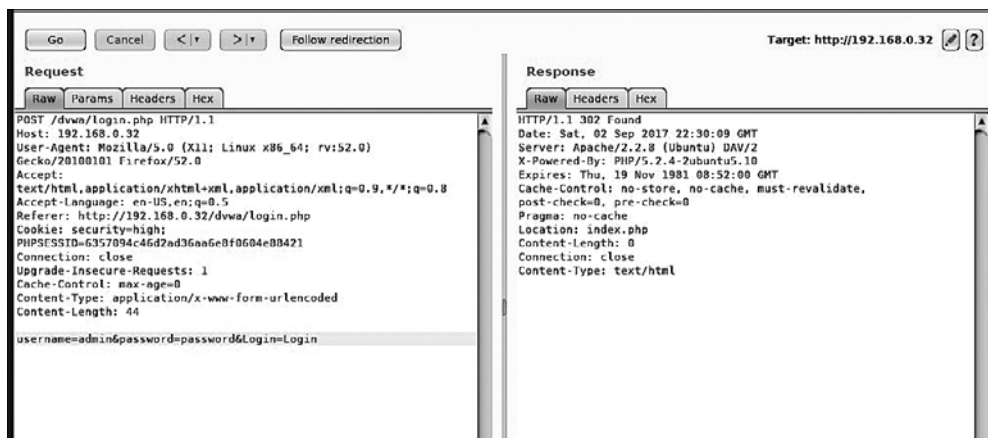 Go Cancel < > Follow redirection Target: http://192.168.0.32 ?
Request
Raw Params Headers Hex
POST /dvwa/login.php HTTP/1.1
Host: 192.168.0.32
User-Agent: Mozilla/5.0 (X11; Linux x86_64; rv:52.0)
Gecko/20100101 Firefox/52.0
Accept:
text/html,application/xhtml+xml,application/xml;q=0.9,*/*;q=0.8
Accept-Language: en-US,en;q=0.5
Referer: http://192.168.0.32/dvwa/login.php
Cookie: security=high;
PHPSESSID=6357094c46d2ad36aa6e8f0604e88421
Connection: close
Upgrade-Insecure-Requests: 1
Cache-Control: max-age=0
Content-Type: application/x-www-form-urlencoded
Content-Length: 44
username=admin&password=password&Login=Login
Response
Raw Headers Hex
HTTP/1.1 302 Found
Date: Sat, 02 Sep 2017 22:30:09 GMT
Server: Apache/2.2.8 (Ubuntu) DAV/2
X-Powered-By: PHP/5.2.4-2ubuntu5.10
Expires: Thu, 19 Nov 1981 08:52:00 GMT
Cache-Control: no-store, no-cache, must-revalidate,
post-check=0, pre-check=0
Pragma: no-cache
Location: index.php
Content-Length: 0
Connection: close
Content-Type: text/html